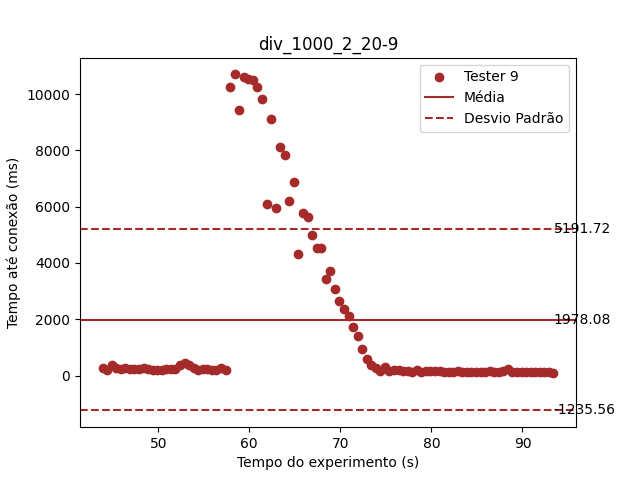 div_1000_2_20-9
Tester 9
Média
Desvio Padrão
10000
8000
6000
4000
2000
0
5191.72
1978.08
-1235.56
50
60
70
80
90
Tempo até conexão (ms)
Tempo do experimento (s)